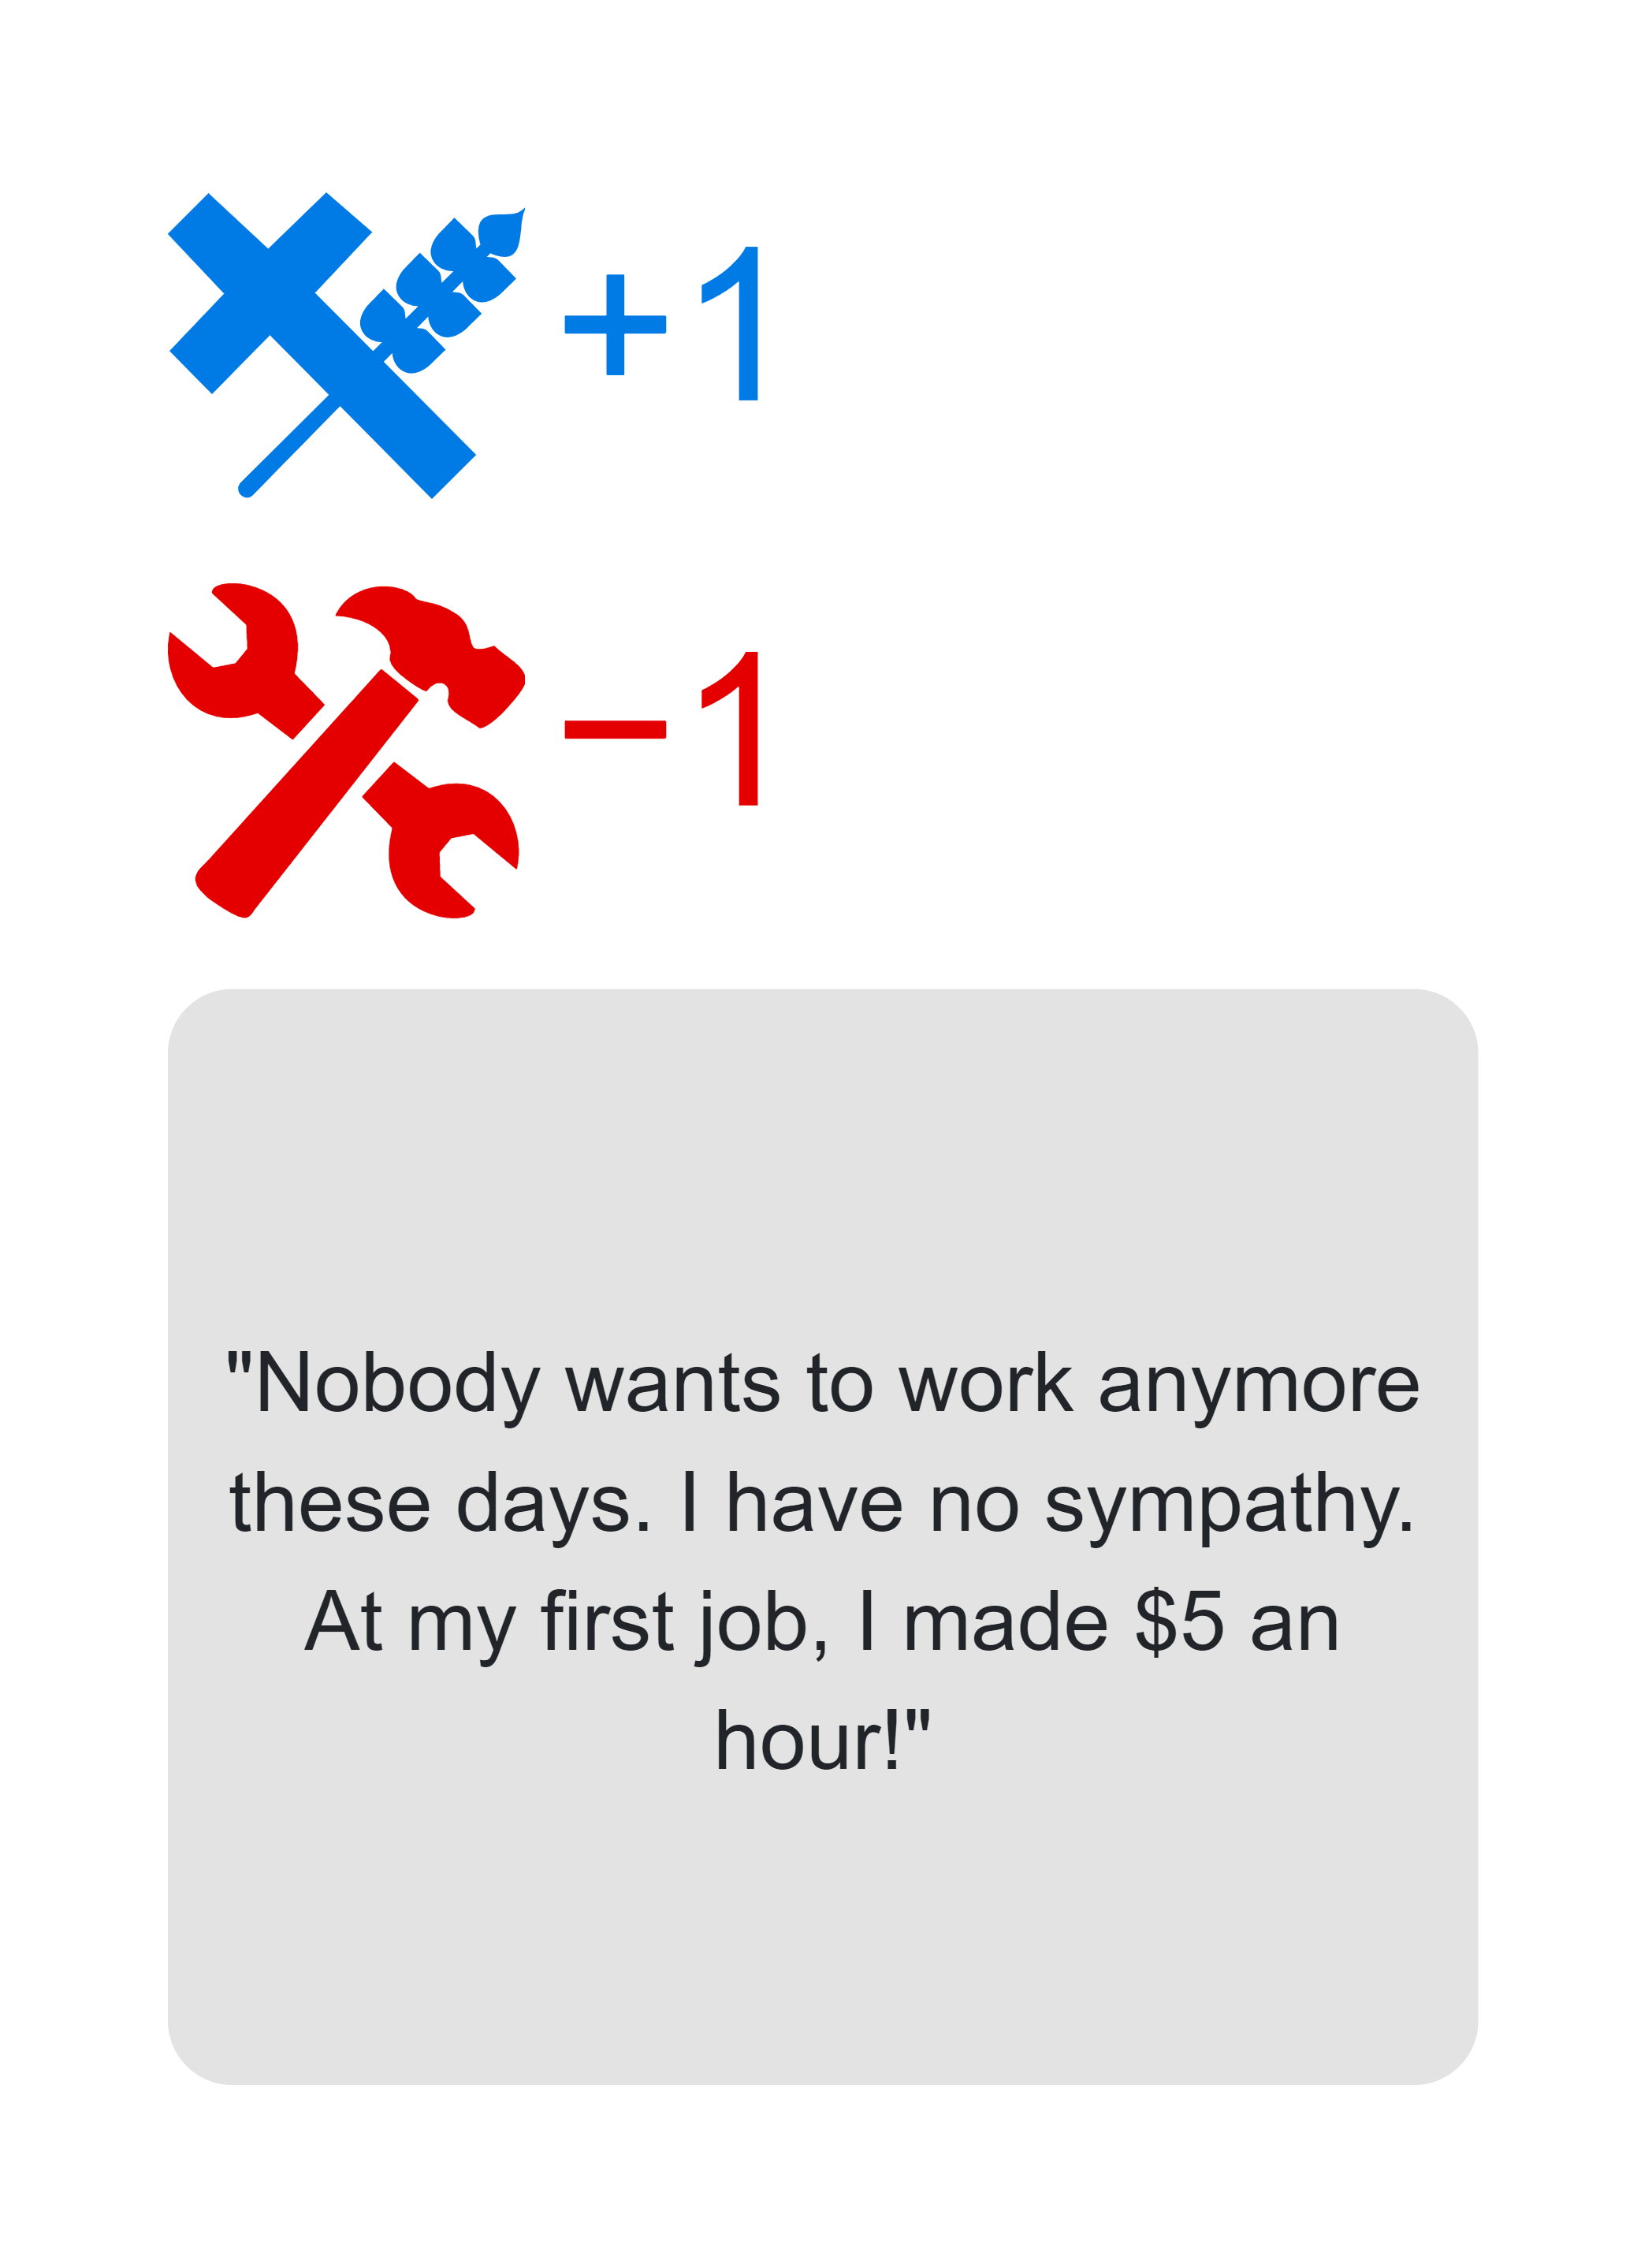 +1
−1
"Nobody wants to work anymore
these days. I have no sympathy.
At my first job, I made $5 an
hour!"